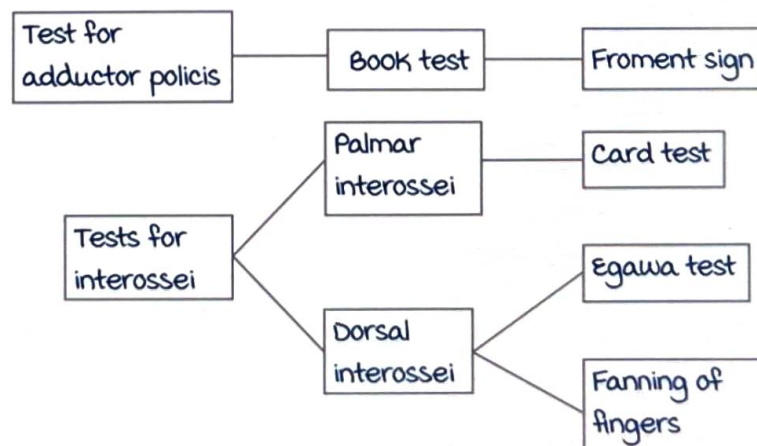 Test for
adductor policis
Book test
Froment sign
Tests for
interossei
Palmar
interossei
Card test
Dorsal
interossei
Egawa test
Fanning of
fingers